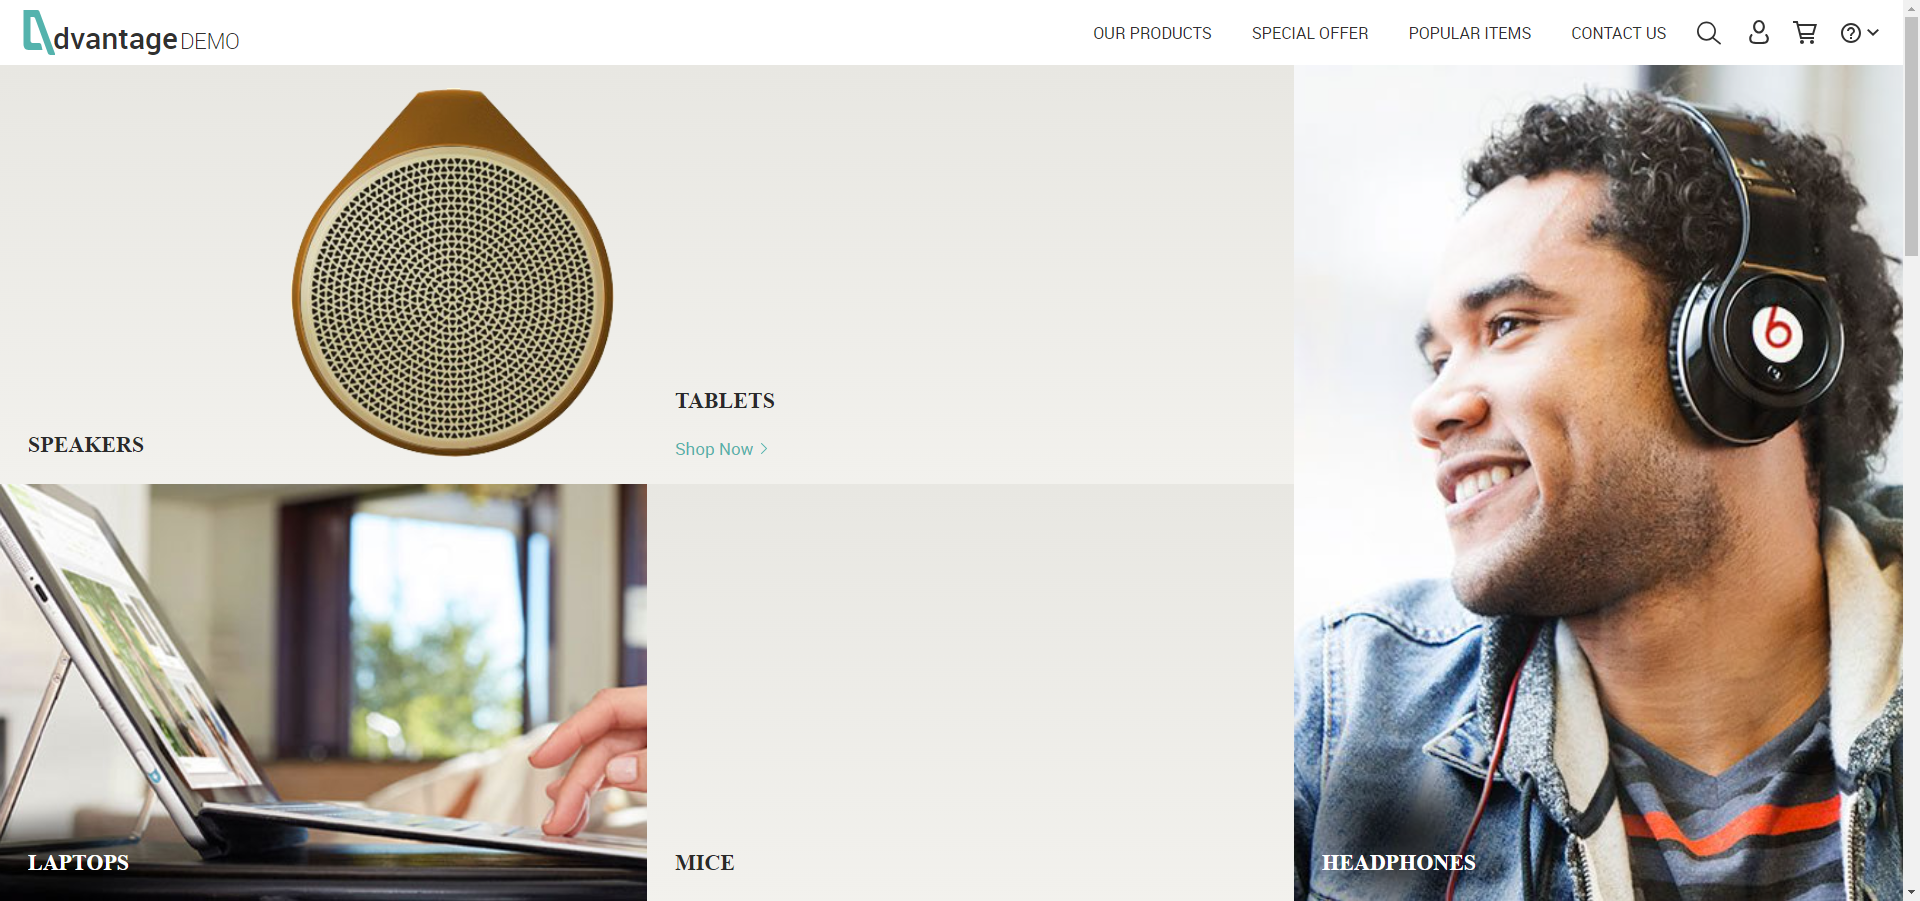 dvantage DEMO
OUR PRODUCTS
SPECIAL OFFER
POPULAR ITEMS
CONTACT US
SPEAKERS
TABLETS
Shop Now
LAPTOPS
MICE
HEADPHONES